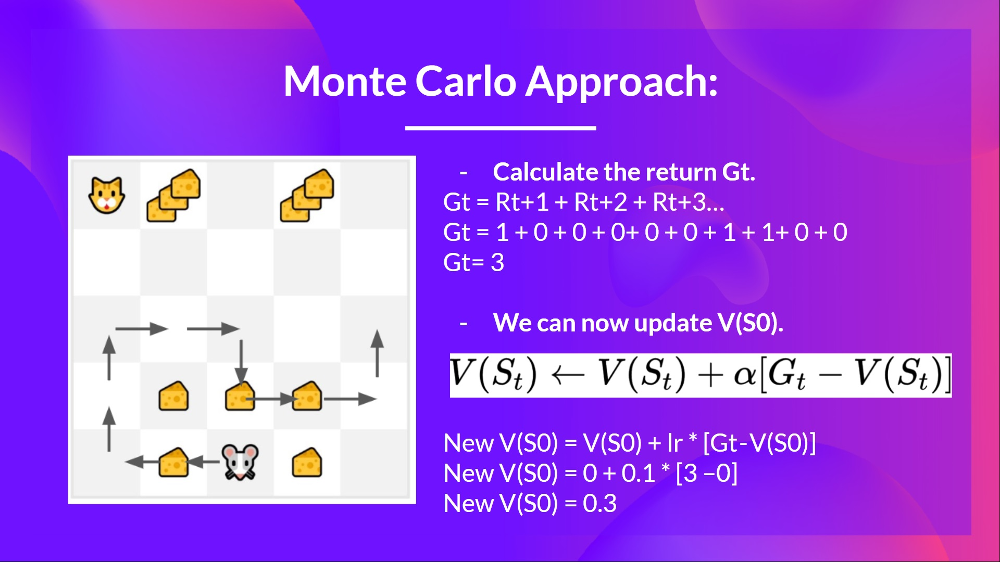 Monte Carlo Approach:
- Calculate the return Gt.
Gt = Rt+1 + Rt+2 + Rt+3...
Gt = 1 + 0 + 0 + 0+ 0 + 0 + 1 + 1+ 0 + 0
Gt= 3
- We can now update V(S0).
V(S_t) ← V(S_t) + α[G_t − V(S_t)]
New V(S0) = V(S0) + lr * [Gt-V(S0)]
New V(S0) = 0 + 0.1 * [3 –0]
New V(S0) = 0.3